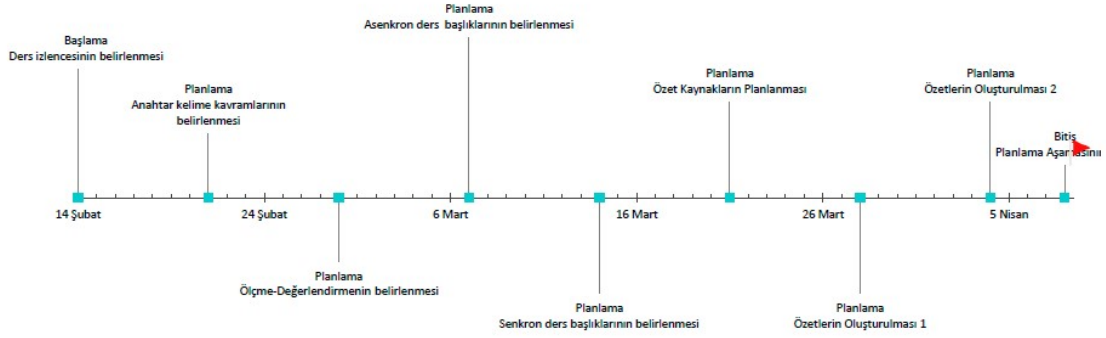 Başlama
Ders izlencesinin belirlenmesi
Planlama
Anahtar kelime kavramlarının
belirlenmesi
Planlama
Asenkron ders başlıklarının belirlenmesi
Planlama
Özet Kaynakların Planlanması
Planlama
Özetlerin Oluşturulması 2
Bitiş
Planlama
14 Şubat
24 Şubat
6 Mart
16 Mart
26 Mart
5 Nisan
Planlama
Ölçme-Değerlendirmenin belirlenmesi
Planlama
Senkron ders başlıklarının belirlenmesi
Planlama
Özetlerin Oluşturulması 1